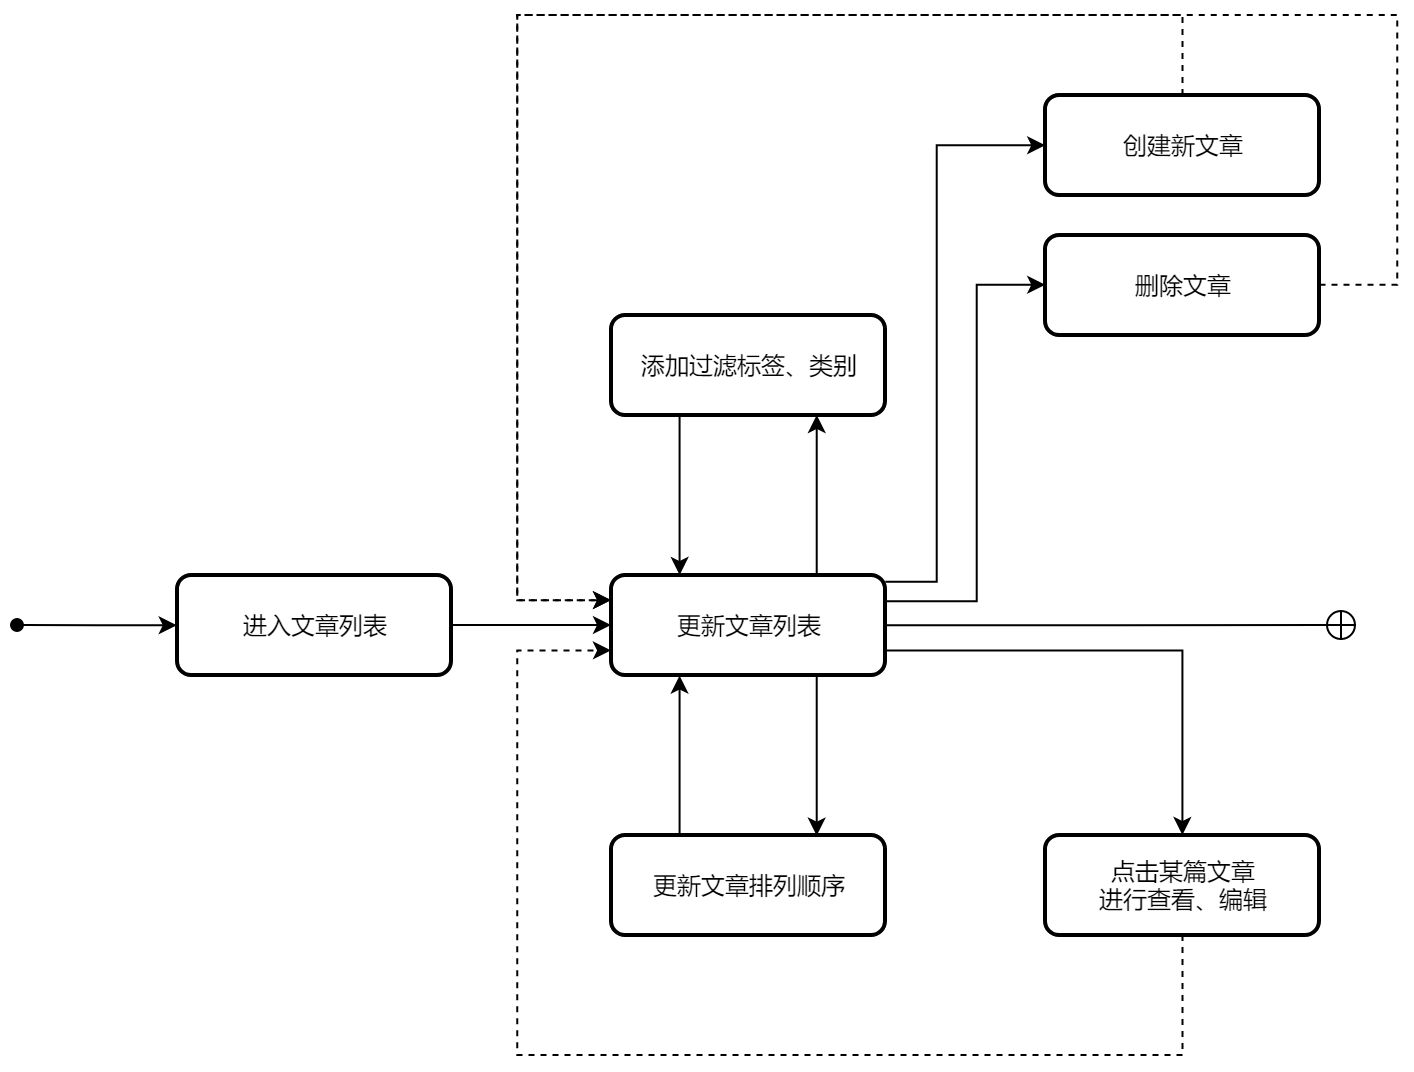 创建新文章
删除文章
添加过滤标签、类别
进入文章列表
更新文章列表
更新文章排列顺序
点击某篇文章
进行查看、编辑